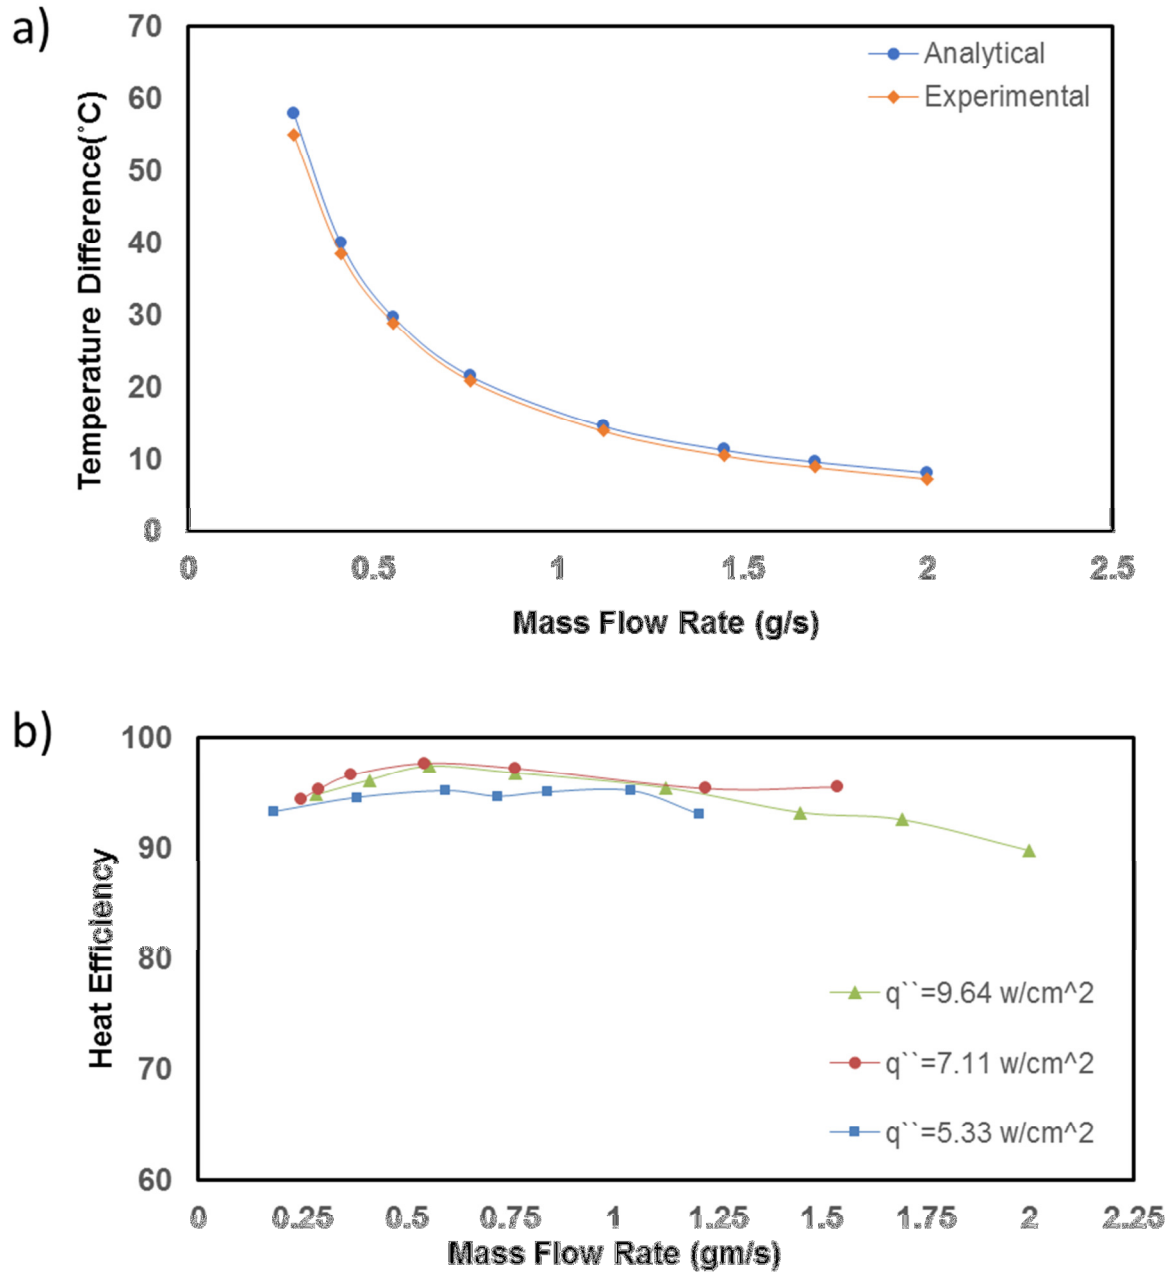 a)
70
60
50
40
30
20
10
0
Temperature Difference(˚C)
Analytical
Experimental
0 0.5 1 1.5 2 2.5
Mass Flow Rate (g/s)
b)
100
90
80
70
60
Heat Efficiency
q``=9.64 w/cm^2
q``=7.11 w/cm^2
q``=5.33 w/cm^2
0 0.25 0.5 0.75 1 1.25 1.5 1.75 2 2.25
Mass Flow Rate (gm/s)